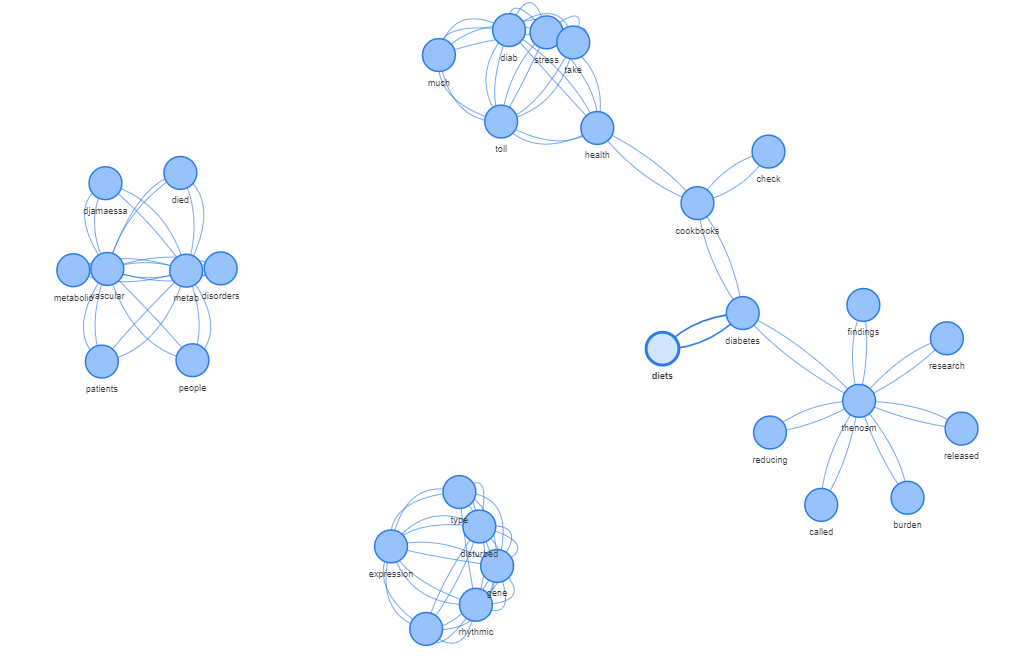 diab
stress
take
much
toll
health
check
cookbooks
died
djamaessa
metabolic
vascular
metab
disorders
patients
people
diabetes
diets
findings
research
thenosm
reducing
released
called
burden
type
disturbed
expression
gene
rhythmic